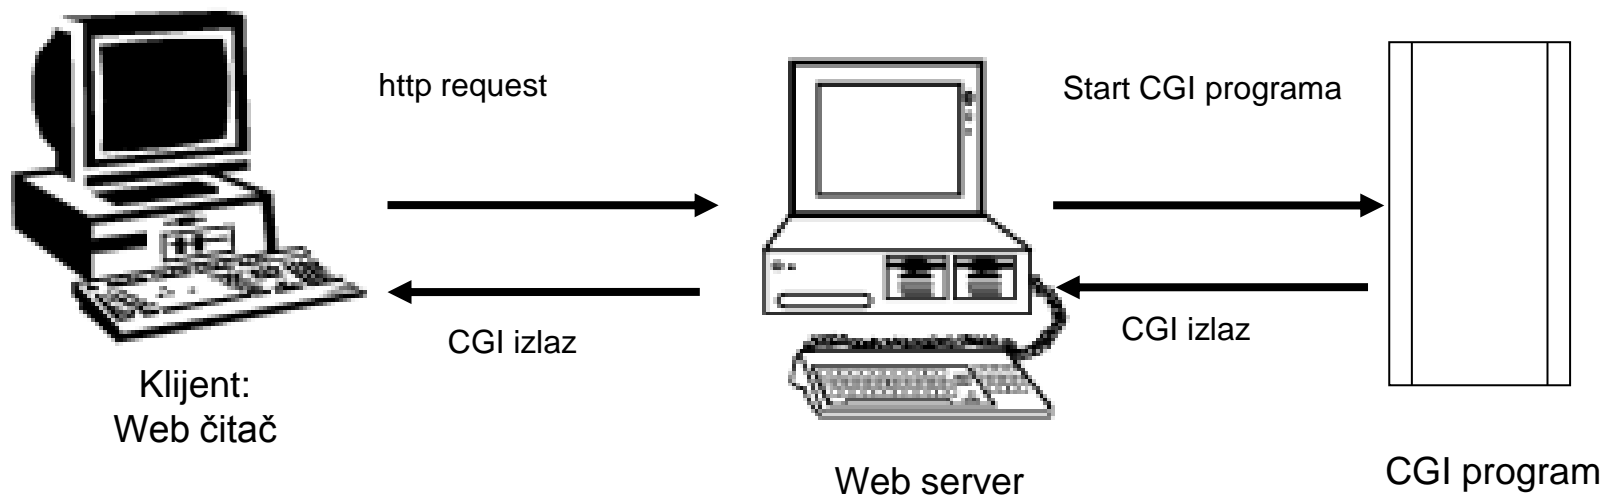 http request
Start CGI programa
CGI izlaz
CGI izlaz
Klijent:
Web čitač
Web server
CGI program